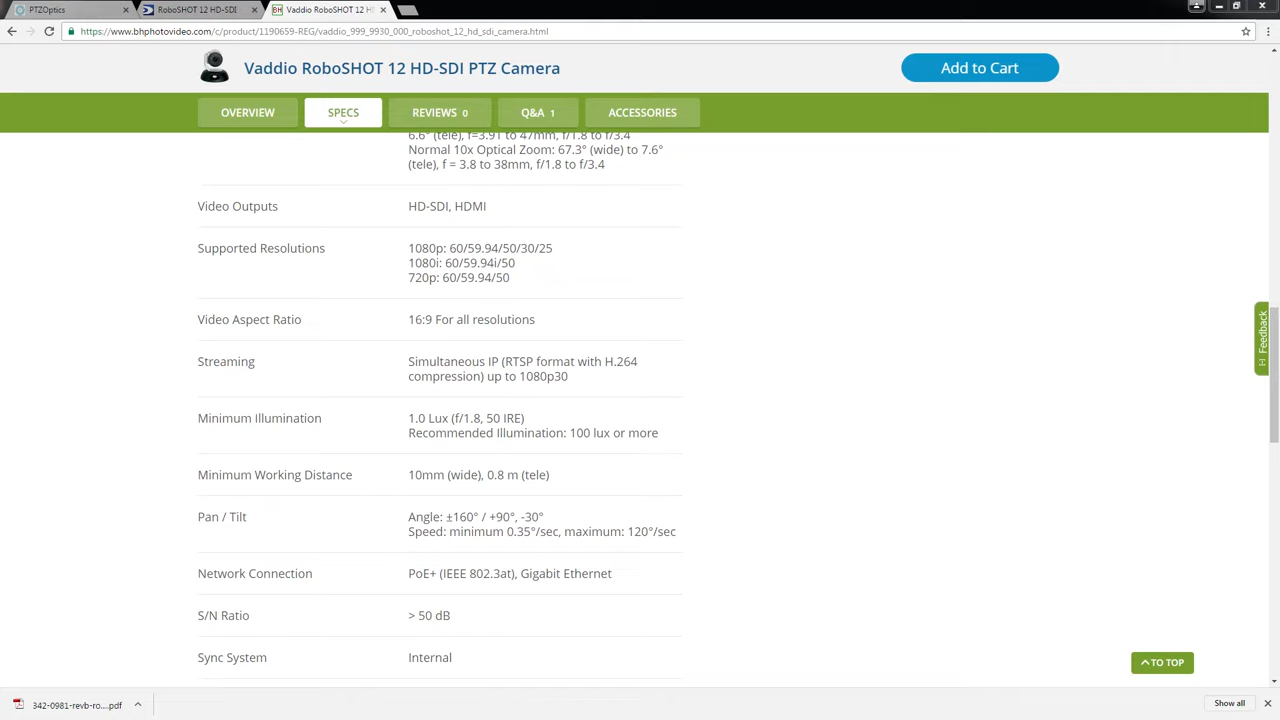 PTZOptics
RoboSHOT 12 HD-SDI
BH Vaddio RoboSHOT 12 H
https://www.bhphotovideo.com/c/product/1190659-REG/vaddio_999_9930_000_roboshot_12_hd_sdi_camera.html
Vaddio RoboSHOT 12 HD-SDI PTZ Camera
Add to Cart
OVERVIEW
SPECS
REVIEWS 0
Q&A 1
ACCESSORIES
6.6° (tele), f=3.91 to 47mm, f/1.8 to f/3.4
Normal 10x Optical Zoom: 67.3° (wide) to 7.6°
(tele), f = 3.8 to 38mm, f/1.8 to f/3.4
Video Outputs
HD-SDI, HDMI
Supported Resolutions
1080p: 60/59.94/50/30/25
1080i: 60/59.94i/50
720p: 60/59.94/50
Video Aspect Ratio
16:9 For all resolutions
Streaming
Simultaneous IP (RTSP format with H.264
compression) up to 1080p30
Minimum Illumination
1.0 Lux (f/1.8, 50 IRE)
Recommended Illumination: 100 lux or more
Minimum Working Distance
10mm (wide), 0.8 m (tele)
Pan / Tilt
Angle: ±160° / +90°, -30°
Speed: minimum 0.35°/sec, maximum: 120°/sec
Network Connection
PoE+ (IEEE 802.3at), Gigabit Ethernet
S/N Ratio
> 50 dB
Sync System
Internal
[-] Feedback
TO TOP
342-0981-revb-ro....pdf
Show all